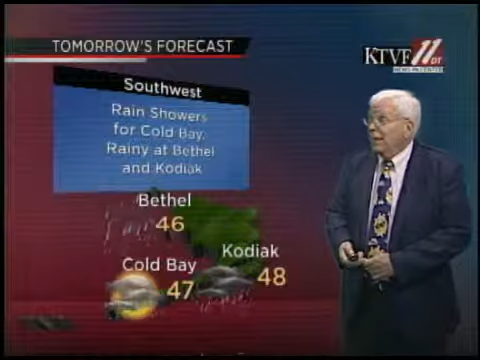 TOMORROW'S FORECAST
KTVF 11 DT
Southwest
Rain Showers
for Cold Bay.
Rainy at Bethel
and Kodiak
Bethel
46
Kodiak
48
Cold Bay
47